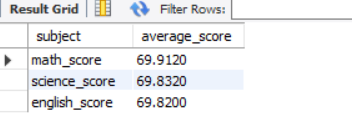 Result Grid Filter Rows:
subject average_score
math_score 69.9120
science_score 69.8320
english_score 69.8200